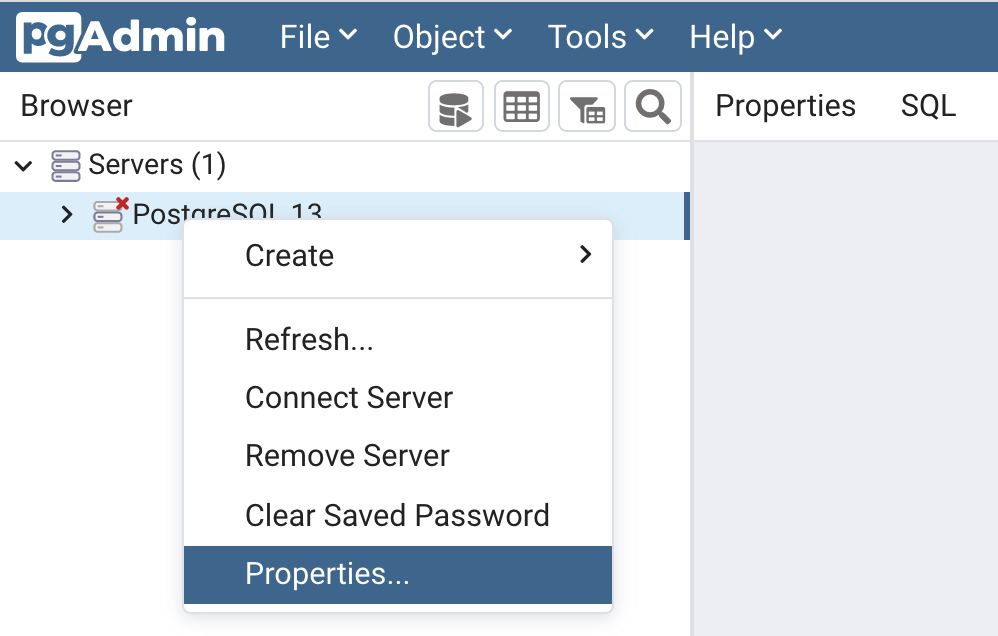 pgAdmin File Object Tools Help
Browser Properties SQL
Servers (1)
PostgreSQL 13
Create
Refresh...
Connect Server
Remove Server
Clear Saved Password
Properties...